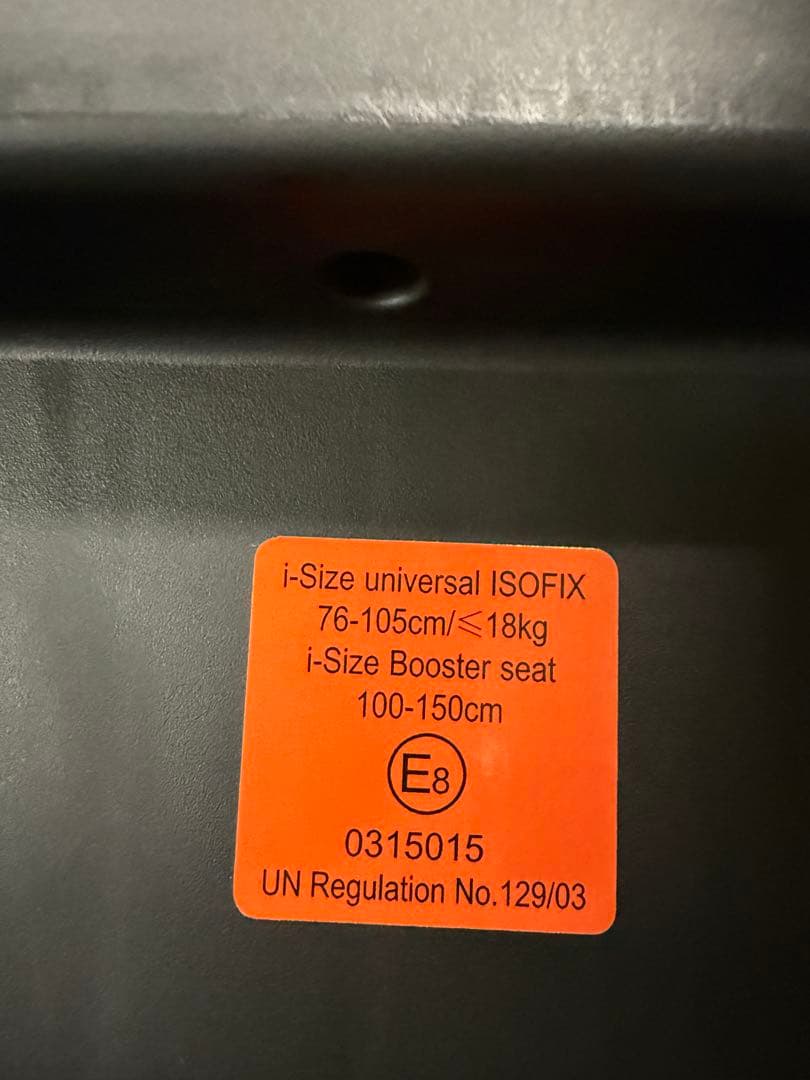 i-Size universal ISOFIX
76-105cm/≤18kg
i-Size Booster seat
100-150cm
E8
0315015
UN Regulation No.129/03